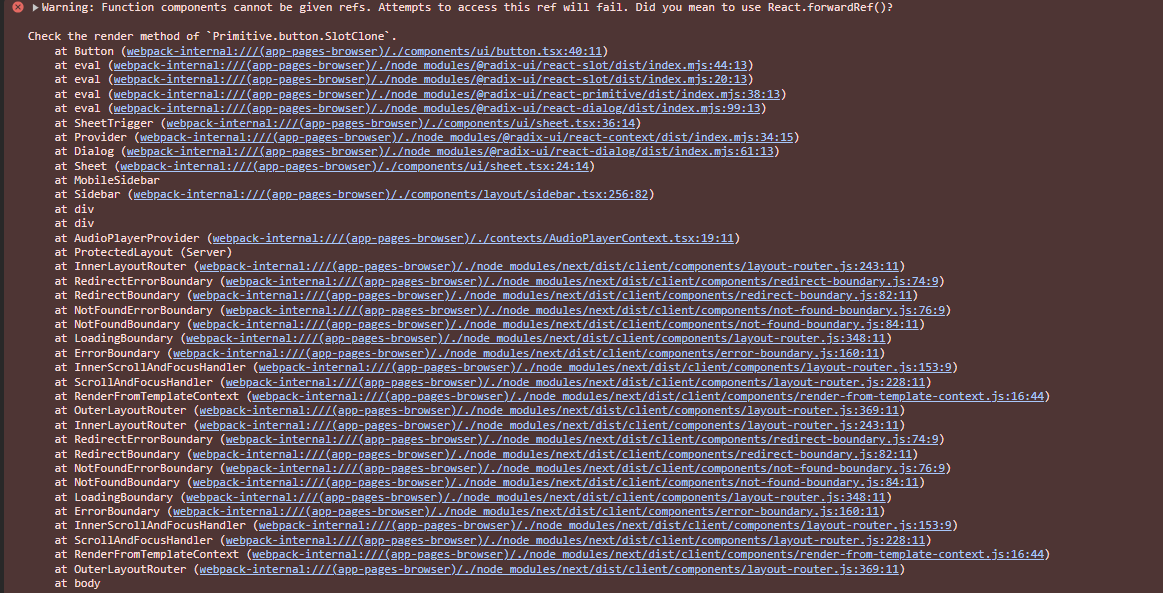 Warning: Function components cannot be given refs. Attempts to access this ref will fail. Did you mean to use React.forwardRef()?
Check the render method of `Primitive.button.SlotClone`.
at Button (webpack-internal:///(app-pages-browser)/./components/ui/button.tsx:40:11)
at eval (webpack-internal:///(app-pages-browser)/./node_modules/@radix-ui/react-slot/dist/index.mjs:44:13)
at eval (webpack-internal:///(app-pages-browser)/./node_modules/@radix-ui/react-slot/dist/index.mjs:20:13)
at eval (webpack-internal:///(app-pages-browser)/./node_modules/@radix-ui/react-primitive/dist/index.mjs:38:13)
at eval (webpack-internal:///(app-pages-browser)/./node_modules/@radix-ui/react-dialog/dist/index.mjs:99:13)
at SheetTrigger (webpack-internal:///(app-pages-browser)/./components/ui/sheet.tsx:36:14)
at Provider (webpack-internal:///(app-pages-browser)/./node_modules/@radix-ui/react-context/dist/index.mjs:34:15)
at Dialog (webpack-internal:///(app-pages-browser)/./node_modules/@radix-ui/react-dialog/dist/index.mjs:61:13)
at Sheet (webpack-internal:///(app-pages-browser)/./components/ui/sheet.tsx:24:14)
at MobileSidebar
at Sidebar (webpack-internal:///(app-pages-browser)/./components/layout/sidebar.tsx:256:82)
at div
at div
at AudioPlayerProvider (webpack-internal:///(app-pages-browser)/./contexts/AudioPlayerContext.tsx:19:11)
at ProtectedLayout (Server)
at InnerLayoutRouter (webpack-internal:///(app-pages-browser)/./node_modules/next/dist/client/components/layout-router.js:243:11)
at RedirectErrorBoundary (webpack-internal:///(app-pages-browser)/./node_modules/next/dist/client/components/redirect-boundary.js:74:9)
at RedirectBoundary (webpack-internal:///(app-pages-browser)/./node_modules/next/dist/client/components/redirect-boundary.js:82:11)
at NotFoundErrorBoundary (webpack-internal:///(app-pages-browser)/./node_modules/next/dist/client/components/not-found-boundary.js:76:9)
at NotFoundBoundary (webpack-internal:///(app-pages-browser)/./node_modules/next/dist/client/components/not-found-boundary.js:84:11)
at LoadingBoundary (webpack-internal:///(app-pages-browser)/./node_modules/next/dist/client/components/layout-router.js:348:11)
at ErrorBoundary (webpack-internal:///(app-pages-browser)/./node_modules/next/dist/client/components/error-boundary.js:160:11)
at InnerScrollAndFocusHandler (webpack-internal:///(app-pages-browser)/./node_modules/next/dist/client/components/layout-router.js:153:9)
at ScrollAndFocusHandler (webpack-internal:///(app-pages-browser)/./node_modules/next/dist/client/components/layout-router.js:228:11)
at RenderFromTemplateContext (webpack-internal:///(app-pages-browser)/./node_modules/next/dist/client/components/render-from-template-context.js:16:44)
at OuterLayoutRouter (webpack-internal:///(app-pages-browser)/./node_modules/next/dist/client/components/layout-router.js:369:11)
at InnerLayoutRouter (webpack-internal:///(app-pages-browser)/./node_modules/next/dist/client/components/layout-router.js:243:11)
at RedirectErrorBoundary (webpack-internal:///(app-pages-browser)/./node_modules/next/dist/client/components/redirect-boundary.js:74:9)
at RedirectBoundary (webpack-internal:///(app-pages-browser)/./node_modules/next/dist/client/components/redirect-boundary.js:82:11)
at NotFoundErrorBoundary (webpack-internal:///(app-pages-browser)/./node_modules/next/dist/client/components/not-found-boundary.js:76:9)
at NotFoundBoundary (webpack-internal:///(app-pages-browser)/./node_modules/next/dist/client/components/not-found-boundary.js:84:11)
at LoadingBoundary (webpack-internal:///(app-pages-browser)/./node_modules/next/dist/client/components/layout-router.js:348:11)
at ErrorBoundary (webpack-internal:///(app-pages-browser)/./node_modules/next/dist/client/components/error-boundary.js:160:11)
at InnerScrollAndFocusHandler (webpack-internal:///(app-pages-browser)/./node_modules/next/dist/client/components/layout-router.js:153:9)
at ScrollAndFocusHandler (webpack-internal:///(app-pages-browser)/./node_modules/next/dist/client/components/layout-router.js:228:11)
at RenderFromTemplateContext (webpack-internal:///(app-pages-browser)/./node_modules/next/dist/client/components/render-from-template-context.js:16:44)
at OuterLayoutRouter (webpack-internal:///(app-pages-browser)/./node_modules/next/dist/client/components/layout-router.js:369:11)
at body